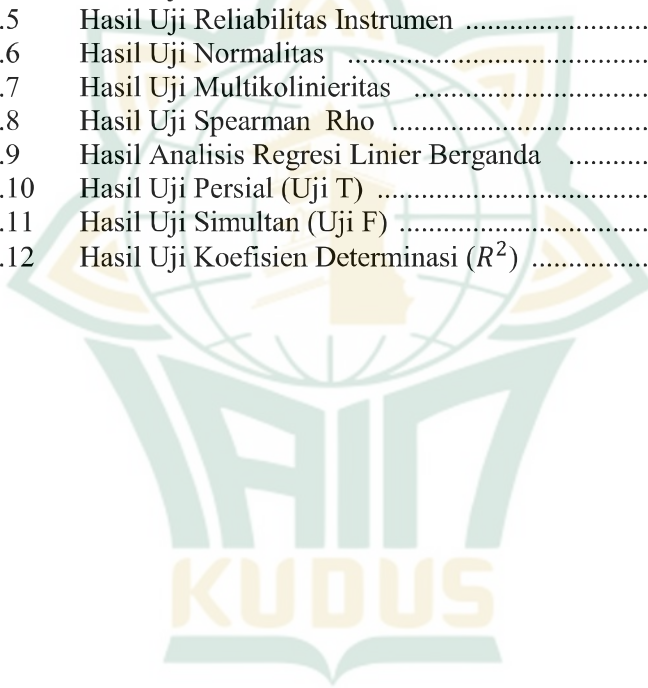 .5 Hasil Uji Reliabilitas Instrumen ........................
.6 Hasil Uji Normalitas ........................................
.7 Hasil Uji Multikolinieritas ...............................
.8 Hasil Uji Spearman Rho ..................................
.9 Hasil Analisis Regresi Linier Berganda ...........
.10 Hasil Uji Persial (Uji T) ....................................
.11 Hasil Uji Simultan (Uji F) .................................
.12 Hasil Uji Koefisien Determinasi (R²) ................
IAIN
KUDUS